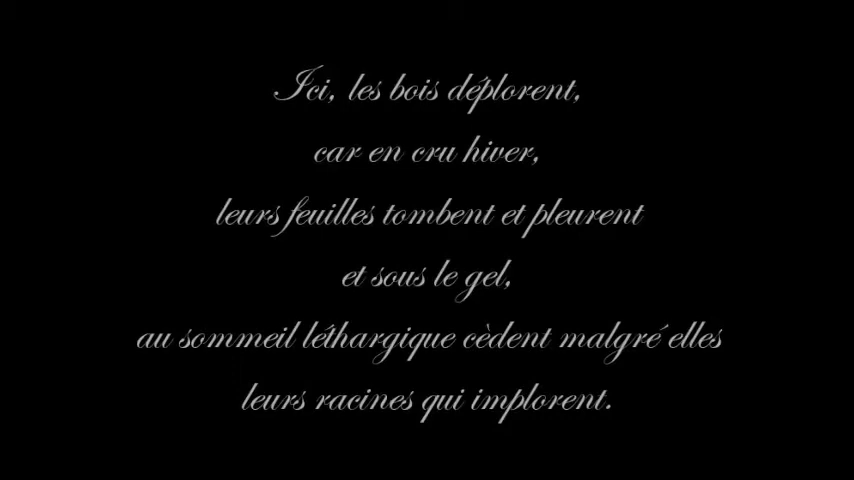 Ici, les bois déplorent,
car en cru hiver,
leurs feuilles tombent et pleurent
et sous le gel,
au sommeil léthargique cèdent malgré elles
leurs racines qui implorent.